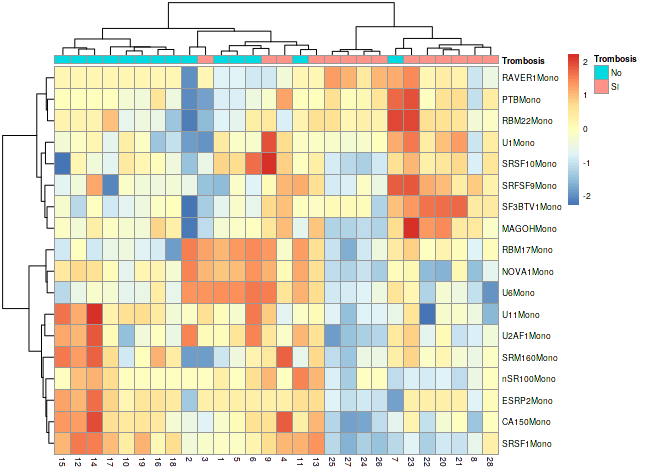 Trombosis
RAVER1Mono
PTBMono
RBM22Mono
U1Mono
SRSF10Mono
SRFSF9Mono
SF3BTV1Mono
MAGOHMono
RBM17Mono
NOVA1Mono
U6Mono
U11Mono
U2AF1Mono
SRM160Mono
nSR100Mono
ESRP2Mono
CA150Mono
SRSF1Mono
15 12 14 17 10 19 16 18 2 3 1 5 6 9 4 11 13 25 27 24 26 7 23 22 20 21 8 28
2
1
0
-1
-2
Trombosis
No
SI